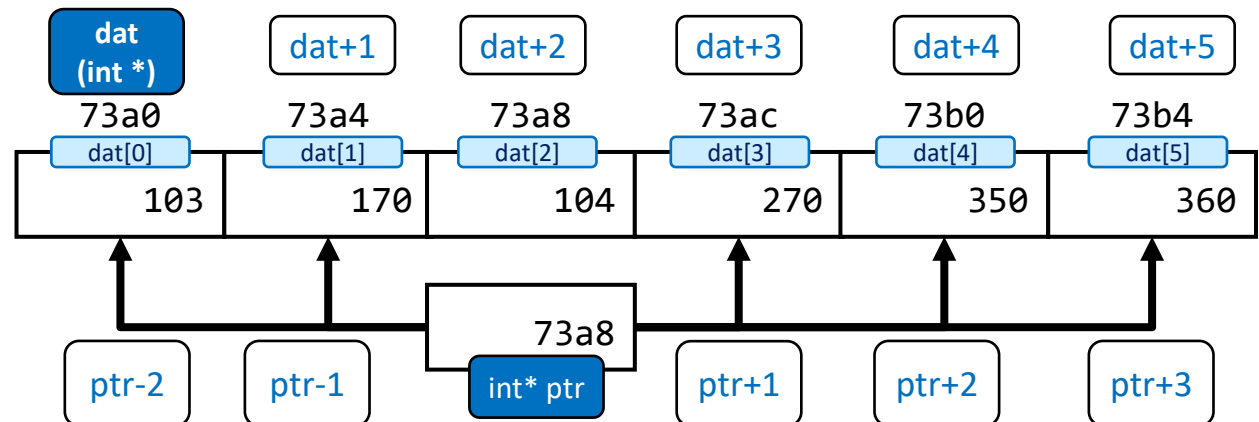 dat
(int *)
dat+1
dat+2
dat+3
dat+4
dat+5
73a0
73a4
73a8
73ac
73b0
73b4
dat[0]
dat[1]
dat[2]
dat[3]
dat[4]
dat[5]
103
170
104
270
350
360
73a8
ptr-2
ptr-1
int* ptr
ptr+1
ptr+2
ptr+3